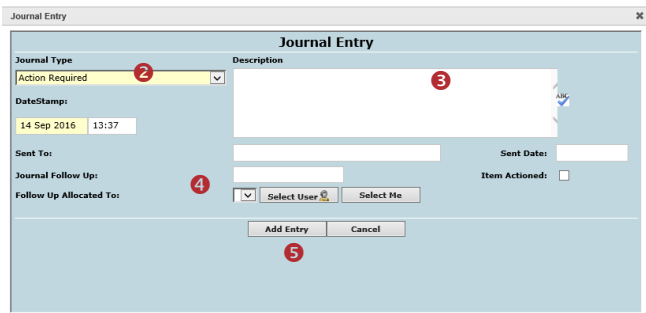 Journal Entry
Journal Entry
Journal Type
Description
Action Required
2
3
ABC
DateStamp:
14 Sep 2016 13:37
Sent To:
Sent Date:
Journal Follow Up:
Item Actioned:
4
Follow Up Allocated To:
Select User
Select Me
Add Entry
Cancel
5